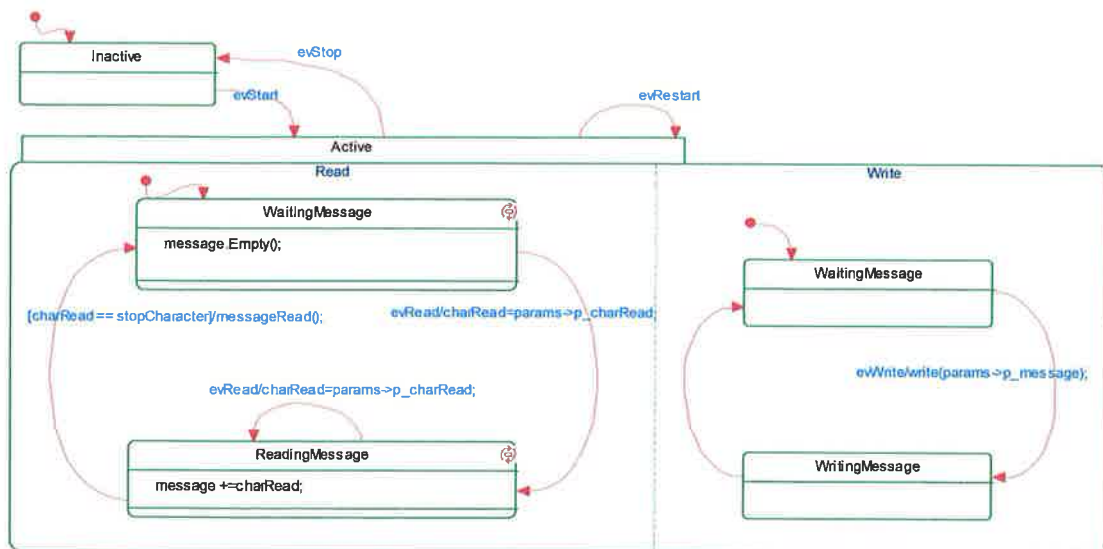 Inactive
evStop
evStart
evRestart
Active
Read
Write
WaitingMessage
message.Empty();
WaitingMessage
[charRead == stopCharacter]/messageRead();
evRead/charRead=params->p_charRead;
evWrite/write(params->p_message);
evRead/charRead=params->p_charRead;
ReadingMessage
message +=charRead;
WritingMessage